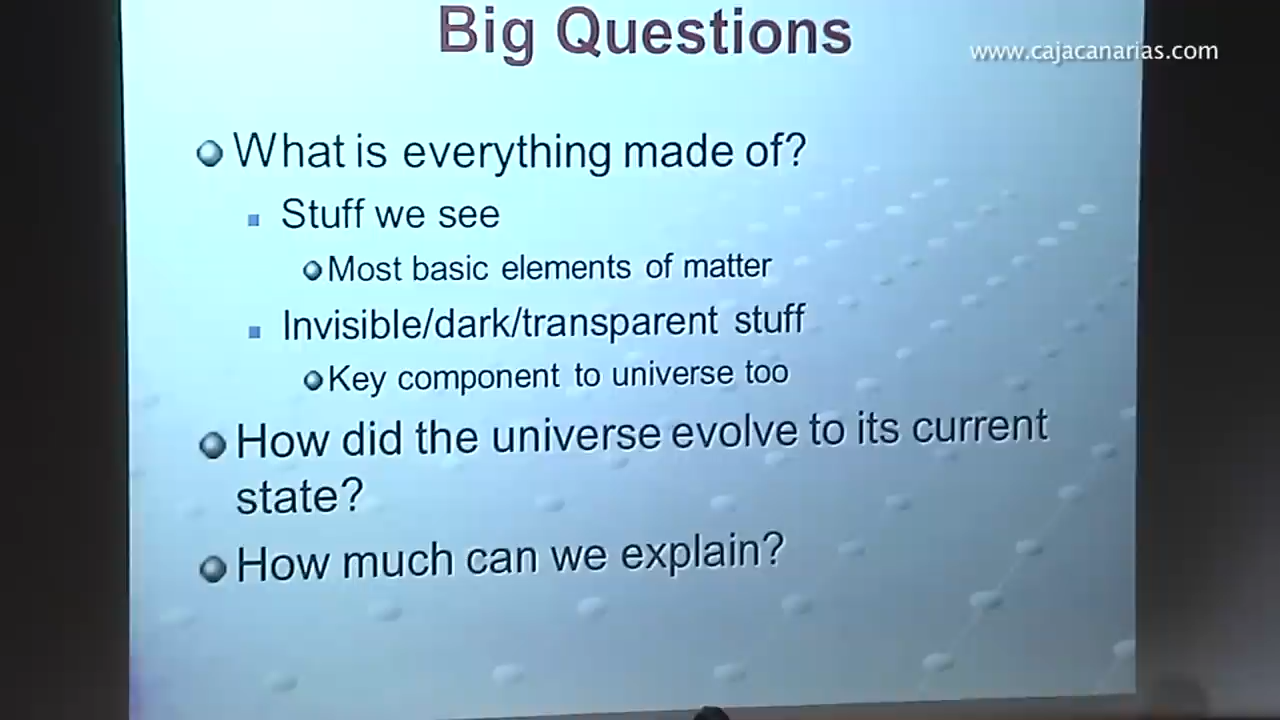 Big Questions
www.cajacanarias.com
What is everything made of?
Stuff we see
Most basic elements of matter
Invisible/dark/transparent stuff
Key component to universe too
How did the universe evolve to its current
state?
How much can we explain?